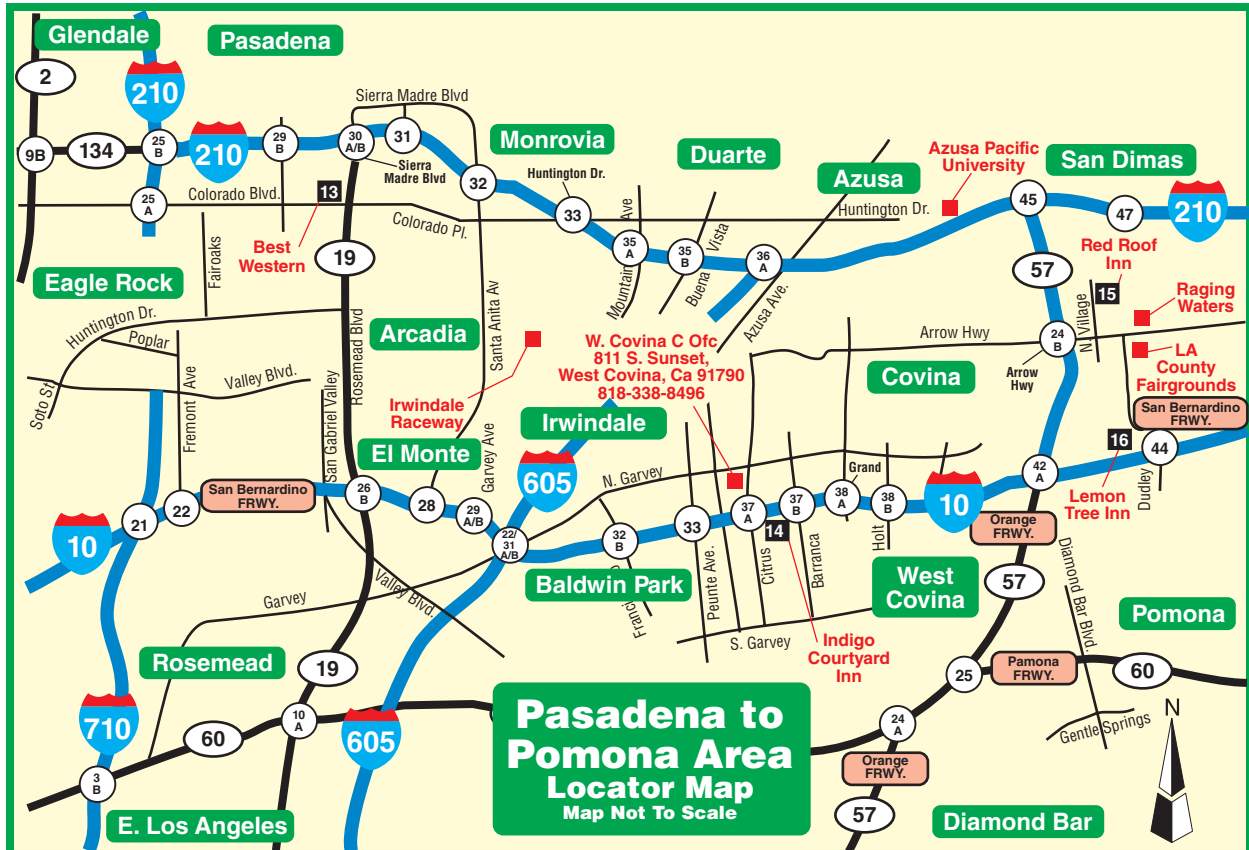 Glendale
Pasadena
2
210
Sierra Madre Blvd
29
B
30
A/B
31
Monrovia
Duarte
Azusa Pacific
University
San Dimas
9B
134
25
B
210
Sierra
Madre Blvd
32
Huntington Dr.
Azusa
45
47
210
25
A
Colorado Blvd.
13
Colorado Pl.
33
Ave
Mountain
35
A
35
B
Vista
Buena
36
A
Huntington Dr.
Best
Western
Fairoaks
19
57
Red Roof
Inn
15
Eagle Rock
Huntington Dr.
Poplar
Arcadia
Rosemead Blvd
Santa Anita Av
Azusa Ave.
Arrow Hwy
24
B
Arrow
Hwy
N. Village
Raging
Waters
W. Covina C Ofc
811 S. Sunset,
West Covina, Ca 91790
818-338-8496
LA
County
Fairgrounds
Covina
Soto St.
Valley Blvd.
Fremont Ave
San Gabriel Valley
Irwindale
Raceway
Irwindale
San Bernardino
FRWY.
El Monte
Garvey Ave
605
N. Garvey
16
44
Dudley
Lemon
Tree Inn
10
21
22
San Bernardino
FRWY.
26
B
28
29
A/B
22/
31
A/B
32
B
33
37
A
14
37
B
Grand
38
A
38
B
10
42
A
Orange
FRWY.
Peunte Ave.
Citrus
Barranca
Holt
Baldwin Park
West
Covina
57
Diamond Bar Blvd.
Pomona
Garvey
Valley Blvd.
S. Garvey
Indigo
Courtyard
Inn
Rosemead
19
25
Pamona
FRWY.
60
710
60
10
A
605
Pasadena to
Pomona Area
Locator Map
Map Not To Scale
24
A
Gentle Springs
N
3
B
Orange
FRWY.
E. Los Angeles
57
Diamond Bar